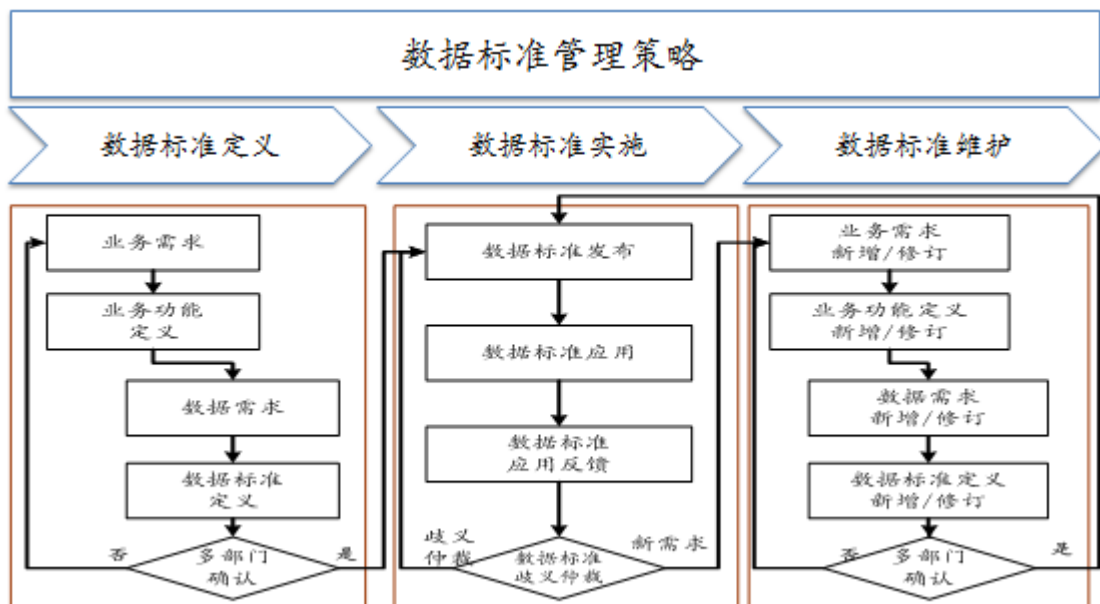 数据标准管理策略
数据标准定义
数据标准实施
数据标准维护
业务需求
业务功能
定义
数据需求
数据标准
定义
否
多部门
确认
是
数据标准发布
数据标准应用
数据标准
应用反馈
歧义
仲裁
数据标准
歧义仲裁
新需求
业务需求
新增/修订
业务功能定义
新增/修订
数据需求
新增/修订
数据标准定义
新增/修订
否
多部门
确认
是